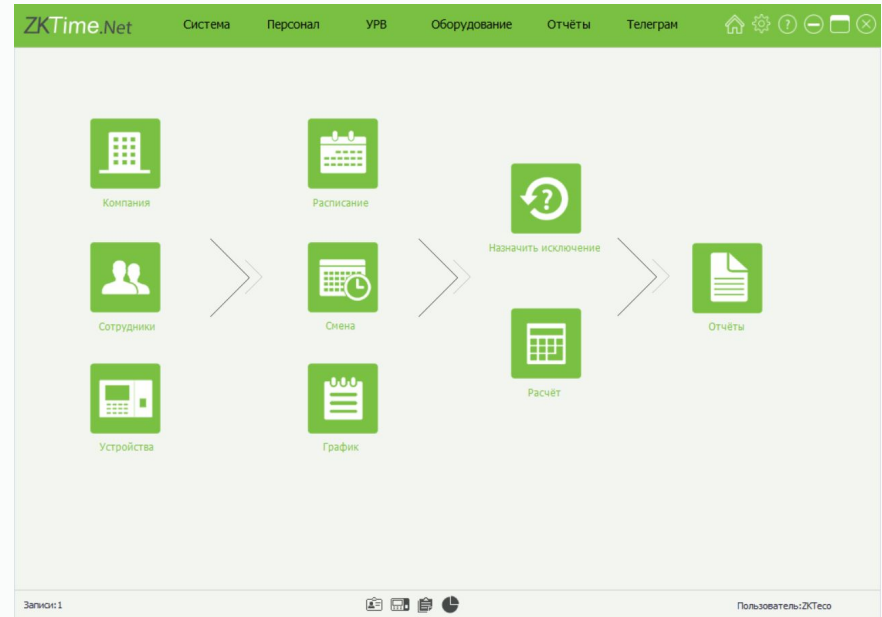 ZKTime.Net Система Персонал УРВ Оборудование Отчёты Телеграм
Компания
Расписание
Назначить исключение
Сотрудники
Смена
Отчёты
Расчёт
Устройства
График
Записи:1
Пользователь:ZKTeco